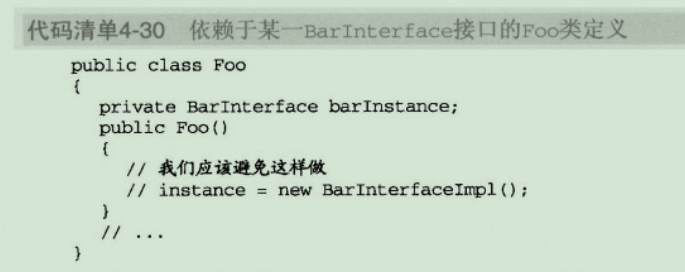 代码清单4-30 依赖于某一BarInterface接口的Foo类定义
public class Foo
{
private BarInterface barInstance;
public Foo()
{
// 我们应该避免这样做
// instance = new BarInterfaceImpl();
}
// ...
}